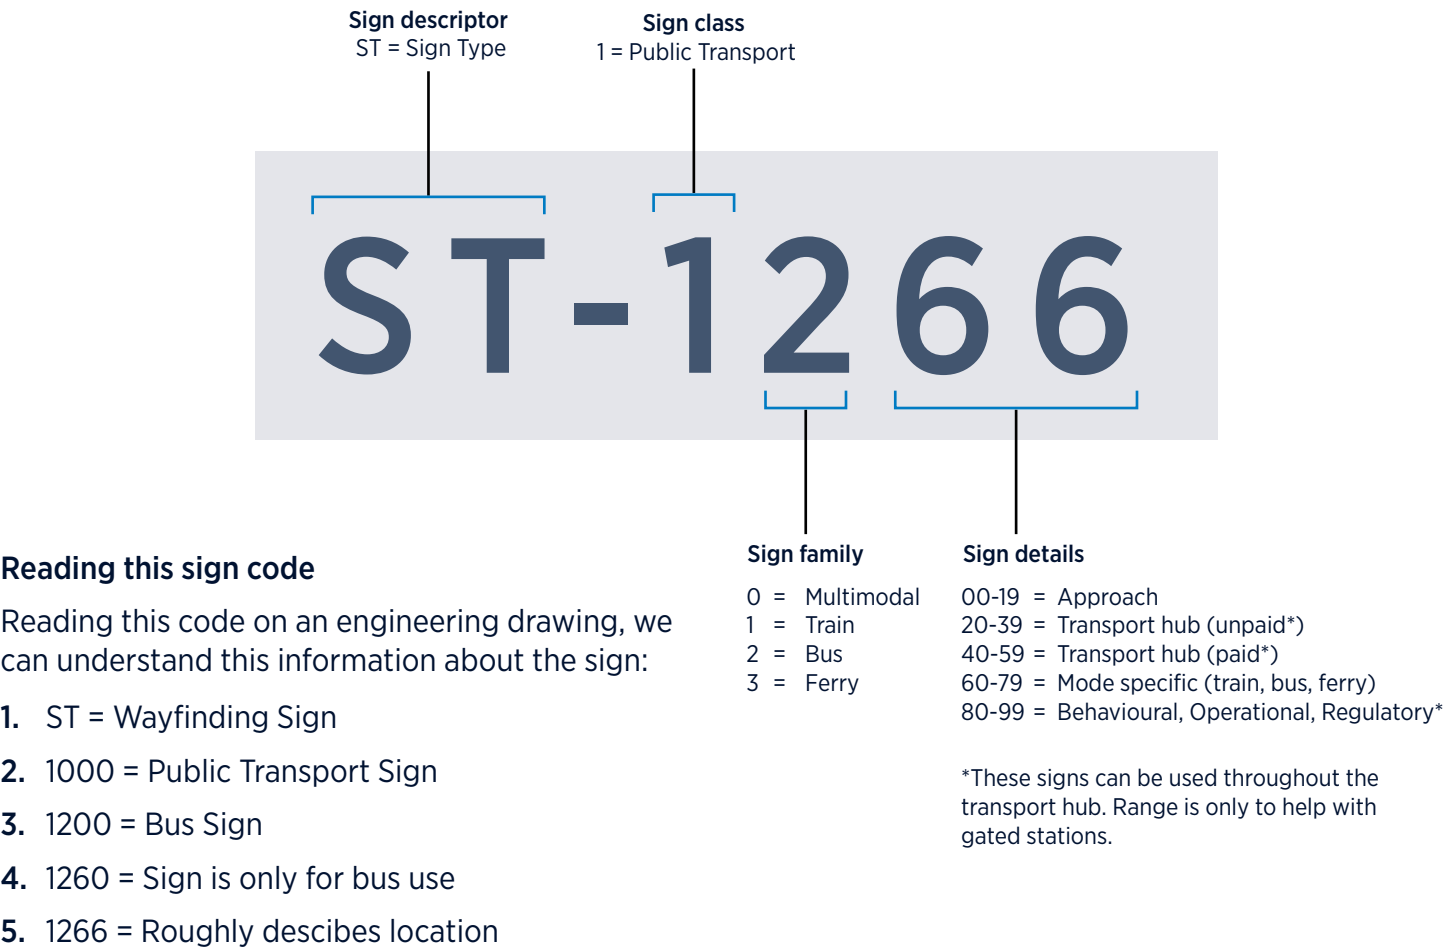 Sign descriptor
ST = Sign Type
Sign class
1 = Public Transport
ST-1266
Reading this sign code
Reading this code on an engineering drawing, we
can understand this information about the sign:
1. ST = Wayfinding Sign
2. 1000 = Public Transport Sign
3. 1200 = Bus Sign
4. 1260 = Sign is only for bus use
5. 1266 = Roughly descibes location
Sign family
0 = Multimodal
1 = Train
2 = Bus
3 = Ferry
Sign details
00-19 = Approach
20-39 = Transport hub (unpaid*)
40-59 = Transport hub (paid*)
60-79 = Mode specific (train, bus, ferry)
80-99 = Behavioural, Operational, Regulatory*
*These signs can be used throughout the
transport hub. Range is only to help with
gated stations.